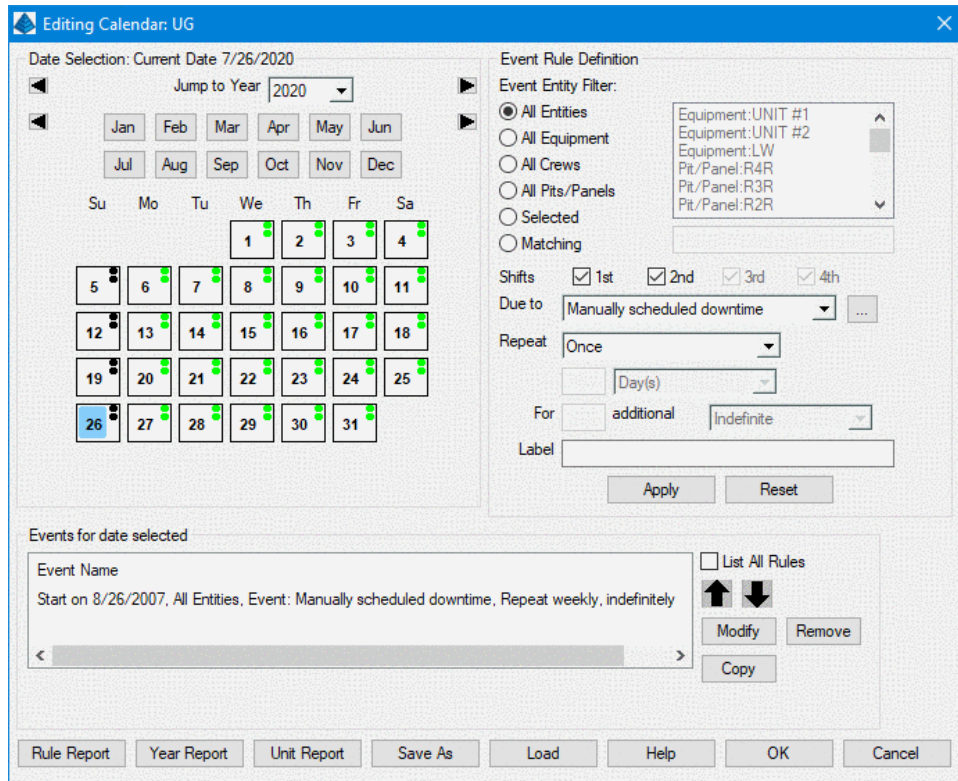 Editing Calendar: UG
Date Selection: Current Date 7/26/2020
Jump to Year 2020
Jan Feb Mar Apr May Jun
Jul Aug Sep Oct Nov Dec
Su Mo Tu We Th Fr Sa
1 2 3 4
5 6 7 8 9 10 11
12 13 14 15 16 17 18
19 20 21 22 23 24 25
26 27 28 29 30 31
Event Rule Definition
Event Entity Filter:
All Entities
All Equipment
All Crews
All Pits/Panels
Selected
Matching
Equipment:UNIT #1
Equipment:UNIT #2
Equipment:LW
Pit/Panel:R4R
Pit/Panel:R3R
Pit/Panel:R2R
Shifts 1st 2nd 3rd 4th
Due to Manually scheduled downtime ...
Repeat Once
Day(s)
For additional Indefinite
Label
Apply Reset
Events for date selected
Event Name
Start on 8/26/2007, All Entities, Event: Manually scheduled downtime, Repeat weekly, indefinitely
List All Rules
Modify Remove
Copy
Rule Report Year Report Unit Report Save As Load Help OK Cancel